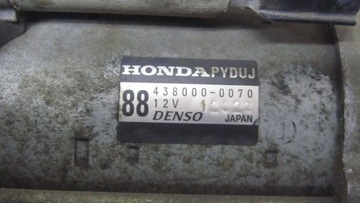 HONDA PYDUJ
88 438000-0070
12V
DENSO JAPAN